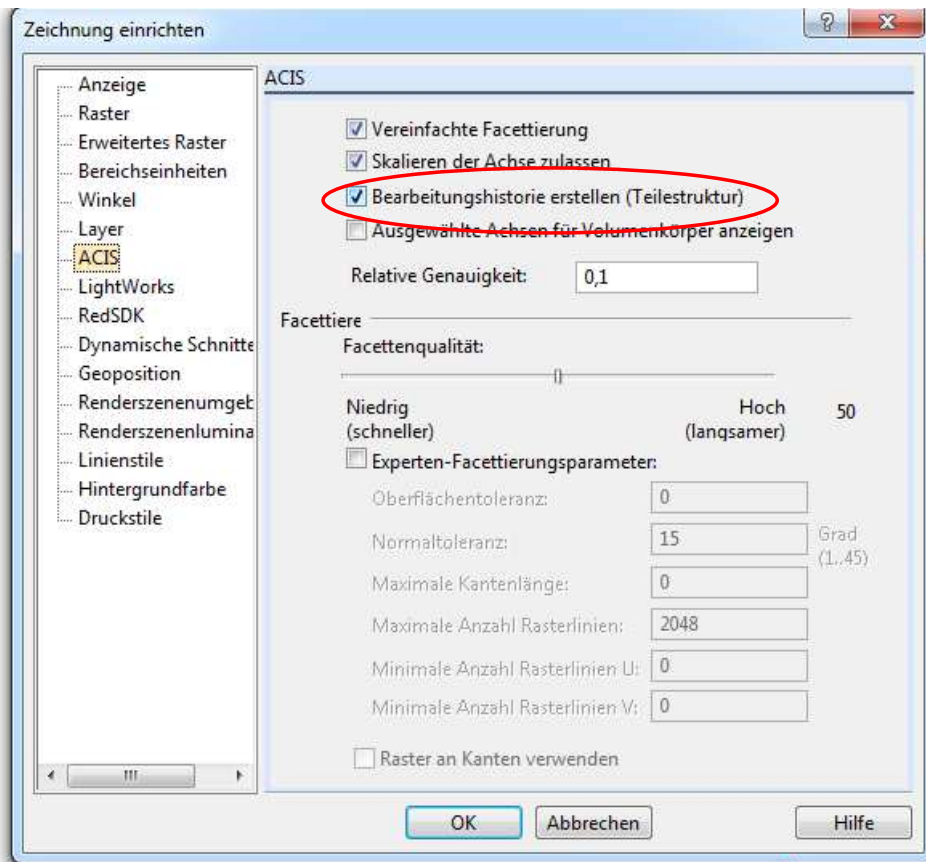 Zeichnung einrichten
Anzeige
Raster
Erweitertes Raster
Bereichseinheiten
Winkel
Layer
ACIS
LightWorks
RedSDK
Dynamische Schnitte
Geoposition
Renderszenenumgeb
Renderszenenlumina
Linienstile
Hintergrundfarbe
Druckstile
ACIS
Vereinfachte Facettierung
Skalieren der Achse zulassen
Bearbeitungshistorie erstellen (Teilestruktur)
Ausgewählte Achsen für Volumenkörper anzeigen
Relative Genauigkeit: 0,1
Facettiere
Facettenqualität:
Niedrig Hoch 50
(schneller) (langsamer)
Experten-Facettierungsparameter:
Oberflächentoleranz: 0
Normaltoleranz: 15 Grad
(1..45)
Maximale Kantenlänge: 0
Maximale Anzahl Rasterlinien: 2048
Minimale Anzahl Rasterlinien U: 0
Minimale Anzahl Rasterlinien V: 0
Raster an Kanten verwenden
OK Abbrechen Hilfe